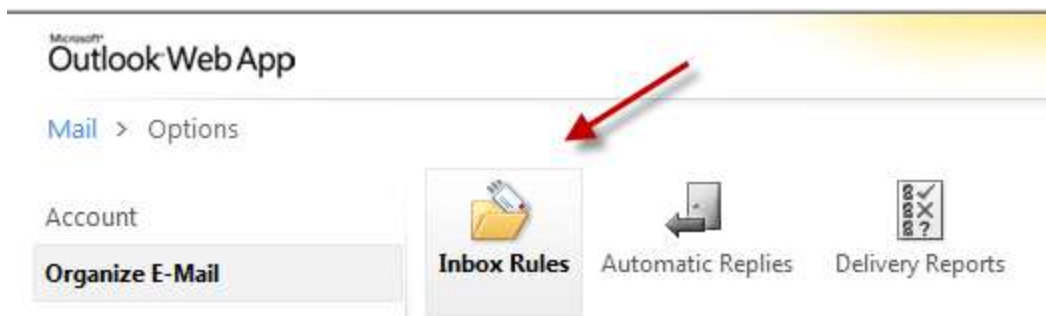 Microsoft®
Outlook Web App
Mail > Options
Account
Organize E-Mail
Inbox Rules
Automatic Replies
Delivery Reports